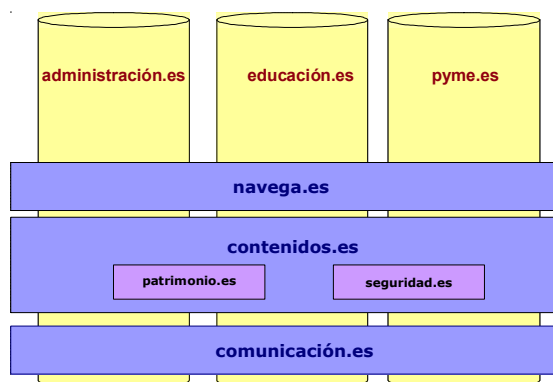 administración.es
educación.es
pyme.es
navega.es
contenidos.es
patrimonio.es
seguridad.es
comunicación.es